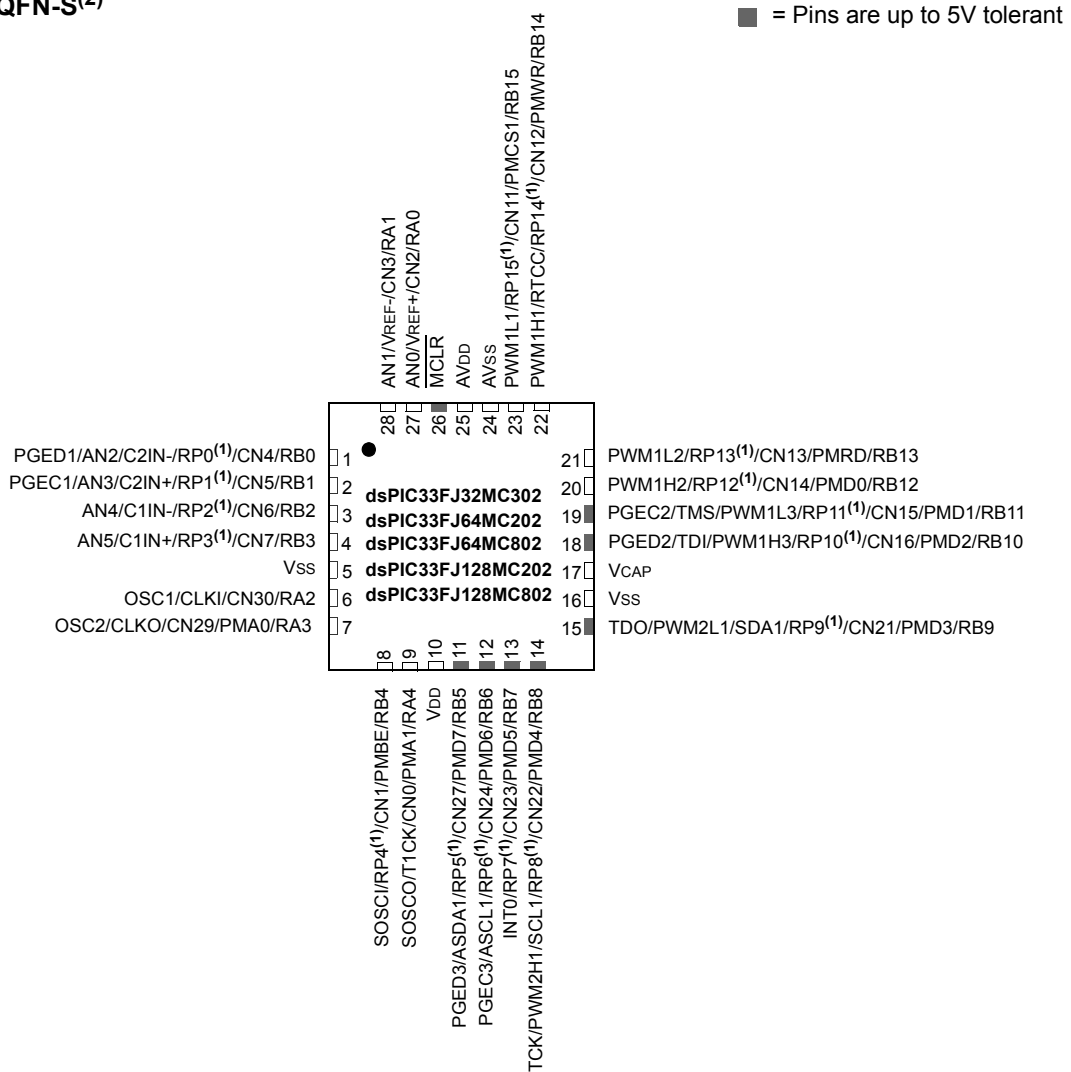 QFN-S(2)
= Pins are up to 5V tolerant
AN1/VREF-/CN3/RA1
AN0/VREF+/CN2/RA0
MCLR
AVDD
AVSS
PWM1L1/RP15(1)/CN11/PMCS1/RB15
PWM1H1/RTCC/RP14(1)/CN12/PMWR/RB14
28
27
26
25
24
23
22
PGED1/AN2/C2IN-/RP0(1)/CN4/RB0
PGEC1/AN3/C2IN+/RP1(1)/CN5/RB1
AN4/C1IN-/RP2(1)/CN6/RB2
AN5/C1IN+/RP3(1)/CN7/RB3
VSS
OSC1/CLKI/CN30/RA2
OSC2/CLKO/CN29/PMA0/RA3
1
2
3
4
5
6
7
dsPIC33FJ32MC302
dsPIC33FJ64MC202
dsPIC33FJ64MC802
dsPIC33FJ128MC202
dsPIC33FJ128MC802
21
20
19
18
17
16
15
PWM1L2/RP13(1)/CN13/PMRD/RB13
PWM1H2/RP12(1)/CN14/PMD0/RB12
PGEC2/TMS/PWM1L3/RP11(1)/CN15/PMD1/RB11
PGED2/TDI/PWM1H3/RP10(1)/CN16/PMD2/RB10
VCAP
VSS
TDO/PWM2L1/SDA1/RP9(1)/CN21/PMD3/RB9
8
9
10
11
12
13
14
SOSCI/RP4(1)/CN1/PMBE/RB4
SOSCO/T1CK/CN0/PMA1/RA4
VDD
PGED3/ASDA1/RP5(1)/CN27/PMD7/RB5
PGEC3/ASCL1/RP6(1)/CN24/PMD6/RB6
INT0/RP7(1)/CN23/PMD5/RB7
TCK/PWM2H1/SCL1/RP8(1)/CN22/PMD4/RB8